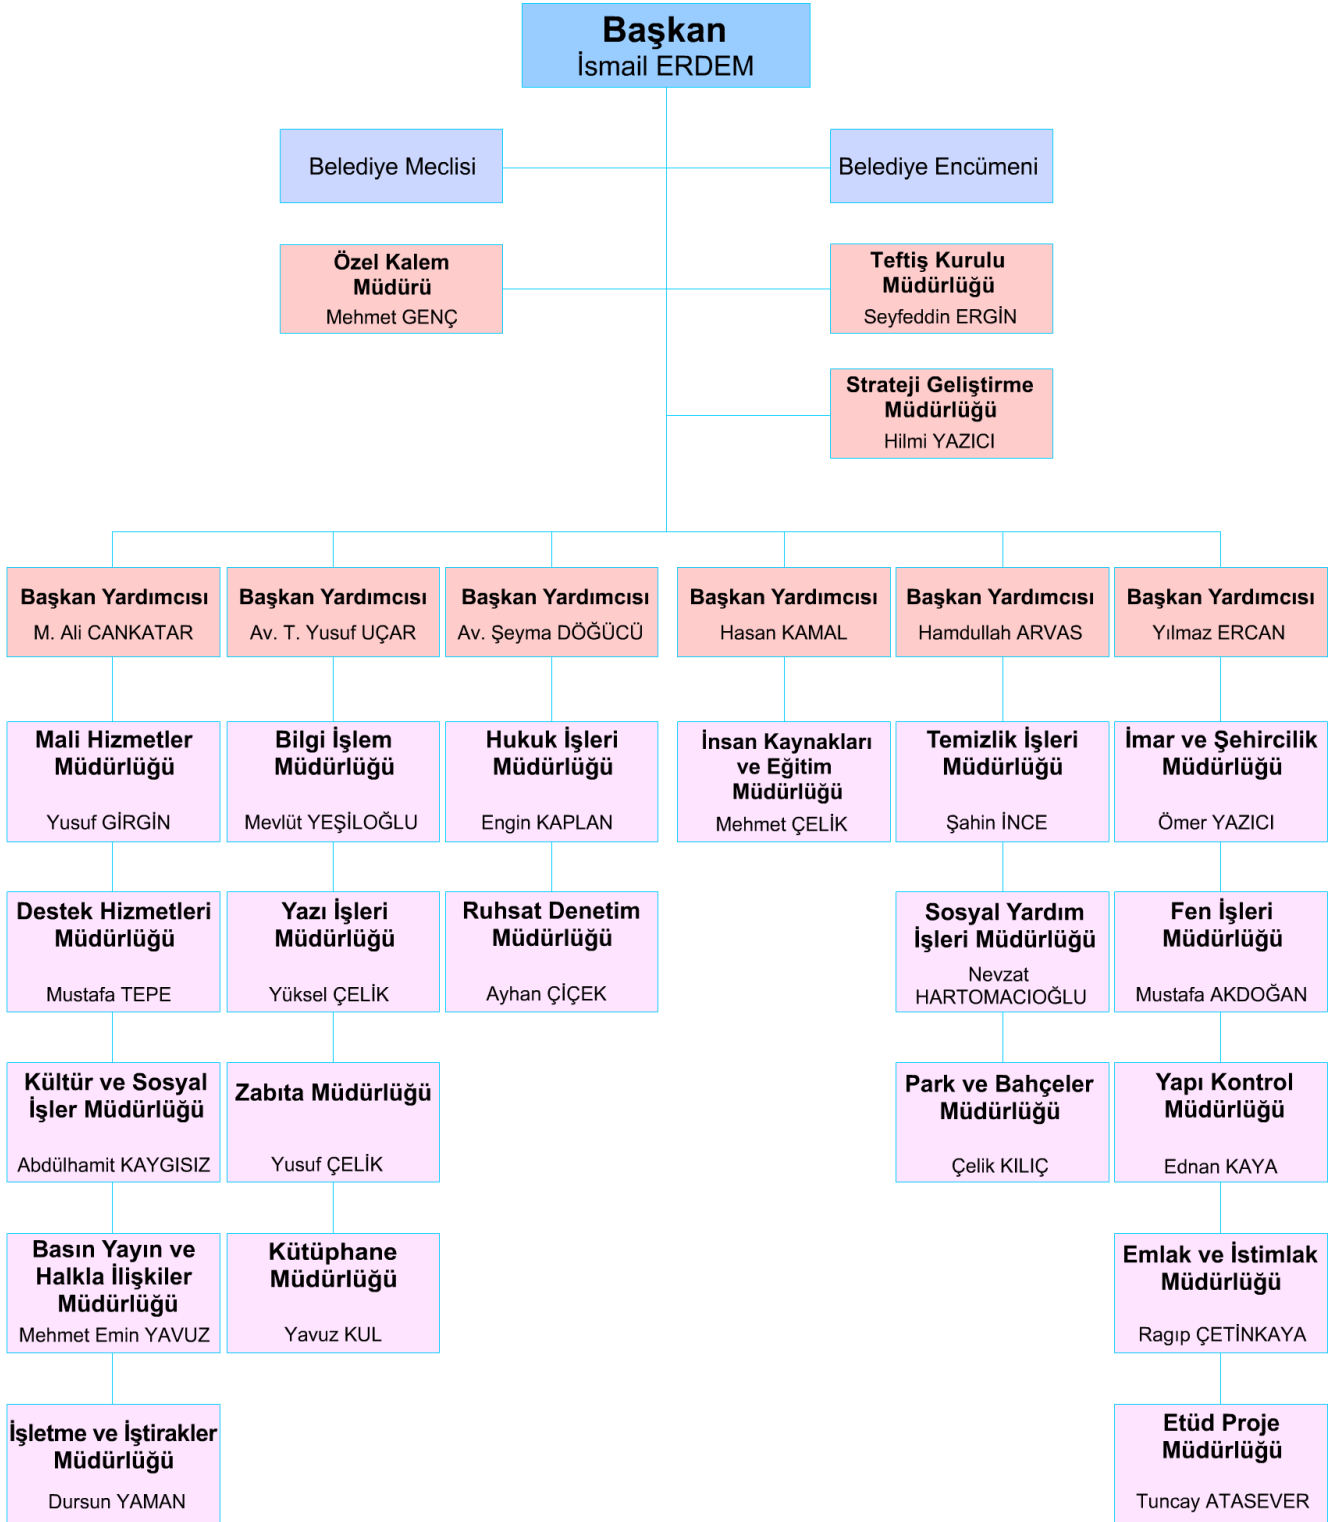 Başkan
İsmail ERDEM
Belediye Meclisi
Belediye Encümeni
Özel Kalem
Müdürü
Mehmet GENÇ
Teftiş Kurulu
Müdürlüğü
Seyfeddin ERGİN
Strateji Geliştirme
Müdürlüğü
Hilmi YAZICI
Başkan Yardımcısı
M. Ali CANKATAR
Başkan Yardımcısı
Av. T. Yusuf UÇAR
Başkan Yardımcısı
Av. Şeyma DÖĞÜCÜ
Başkan Yardımcısı
Hasan KAMAL
Başkan Yardımcısı
Hamdullah ARVAS
Başkan Yardımcısı
Yılmaz ERCAN
Mali Hizmetler
Müdürlüğü
Yusuf GİRGİN
Bilgi İşlem
Müdürlüğü
Mevlüt YEŞİLOĞLU
Hukuk İşleri
Müdürlüğü
Engin KAPLAN
İnsan Kaynakları
ve Eğitim
Müdürlüğü
Mehmet ÇELİK
Temizlik İşleri
Müdürlüğü
Şahin İNCE
İmar ve Şehircilik
Müdürlüğü
Ömer YAZICI
Destek Hizmetleri
Müdürlüğü
Mustafa TEPE
Yazı İşleri
Müdürlüğü
Yüksel ÇELİK
Ruhsat Denetim
Müdürlüğü
Ayhan ÇİÇEK
Sosyal Yardım
İşleri Müdürlüğü
Nevzat
HARTOMACIOĞLU
Fen İşleri
Müdürlüğü
Mustafa AKDOĞAN
Kültür ve Sosyal
İşler Müdürlüğü
Abdülhamit KAYGISIZ
Zabıta Müdürlüğü
Yusuf ÇELİK
Park ve Bahçeler
Müdürlüğü
Çelik KILIÇ
Yapı Kontrol
Müdürlüğü
Ednan KAYA
Basın Yayın ve
Halkla İlişkiler
Müdürlüğü
Mehmet Emin YAVUZ
Kütüphane
Müdürlüğü
Yavuz KUL
Emlak ve İstimlak
Müdürlüğü
Ragıp ÇETİNKAYA
İşletme ve İştirakler
Müdürlüğü
Dursun YAMAN
Etüd Proje
Müdürlüğü
Tuncay ATASEVER